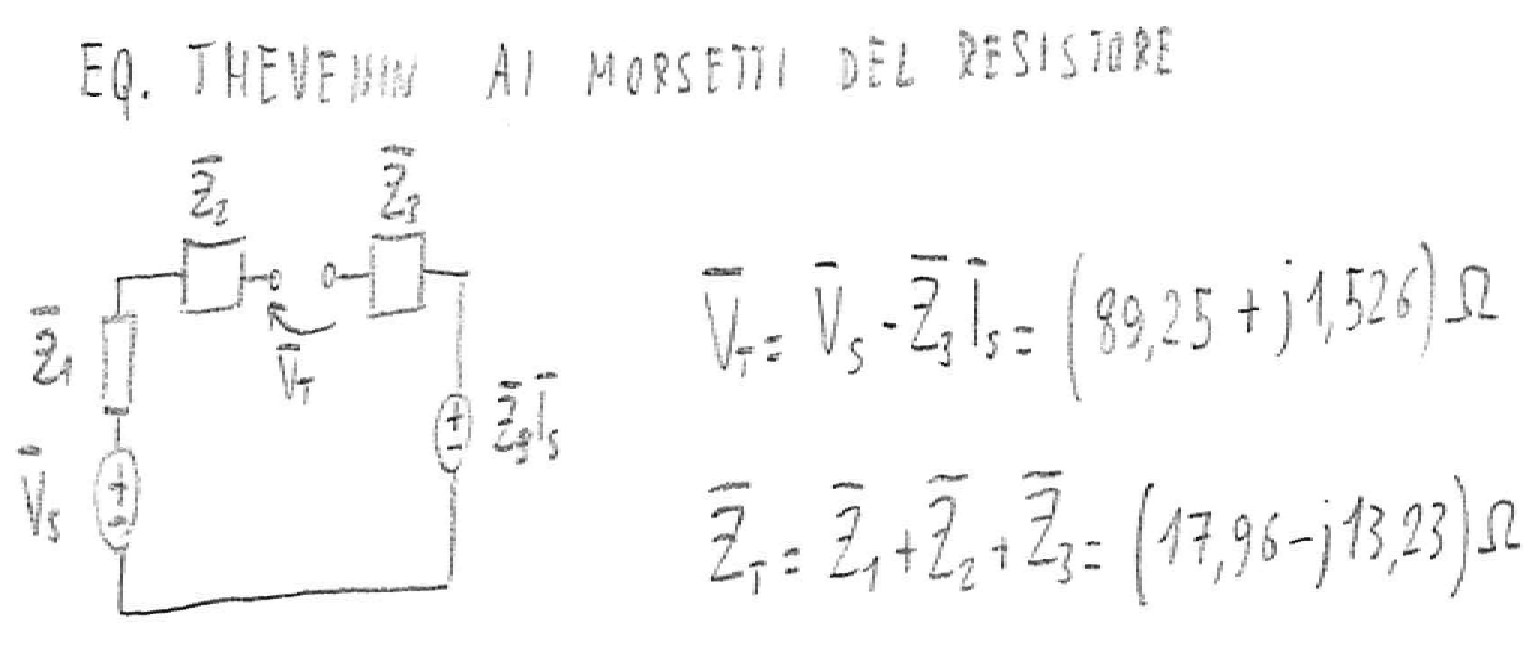 EQ. THEVENIN AI MORSETTI DEL RESISTORE
Z̄₂
Z̄₃
Z̄₁
V̄T
V̄s
Z̄₃Īs
V̄T = V̄s - Z̄₃Īs = (89,25 + j1,526)Ω
Z̄T = Z̄₁ + Z̄₂ + Z̄₃ = (17,96 - j13,23)Ω